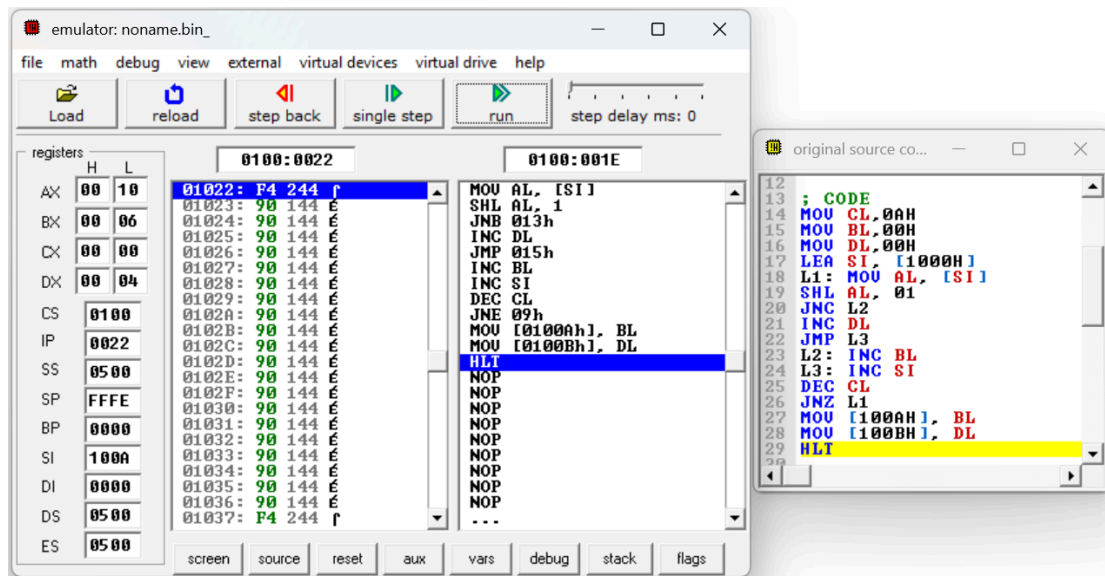 emulator: noname.bin_
file math debug view external virtual devices virtual drive help
Load reload step back single step run step delay ms: 0
registers
H L
AX 00 10
BX 00 06
CX 00 00
DX 00 04
CS 0100
IP 0022
SS 0500
SP FFFE
BP 0000
SI 100A
DI 0000
DS 0500
ES 0500
0100:0022
01022: F4 244 ⌠
01023: 90 144 É
01024: 90 144 É
01025: 90 144 É
01026: 90 144 É
01027: 90 144 É
01028: 90 144 É
01029: 90 144 É
0102A: 90 144 É
0102B: 90 144 É
0102C: 90 144 É
0102D: 90 144 É
0102E: 90 144 É
0102F: 90 144 É
01030: 90 144 É
01031: 90 144 É
01032: 90 144 É
01033: 90 144 É
01034: 90 144 É
01035: 90 144 É
01036: 90 144 É
01037: F4 244 ⌠
0100:001E
MOV AL, [SI]
SHL AL, 1
JNB 013h
INC DL
JMP 015h
INC BL
INC SI
DEC CL
JNE 09h
MOV [0100Ah], BL
MOV [0100Bh], DL
HLT
NOP
NOP
NOP
NOP
NOP
NOP
NOP
NOP
NOP
...
screen source reset aux vars debug stack flags
original source co...
12
13 ; CODE
14 MOV CL,0AH
15 MOV BL,00H
16 MOV DL,00H
17 LEA SI, [1000H]
18 L1: MOV AL, [SI]
19 SHL AL, 01
20 JNC L2
21 INC DL
22 JMP L3
23 L2: INC BL
24 L3: INC SI
25 DEC CL
26 JNZ L1
27 MOV [100AH], BL
28 MOV [100BH], DL
29 HLT